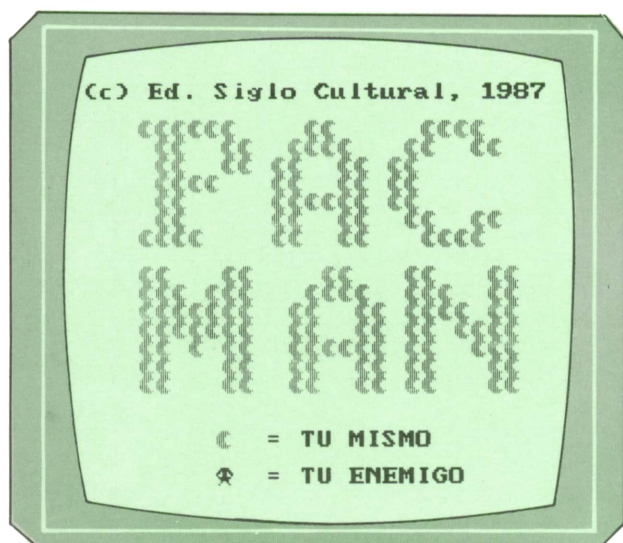 (c) Ed. Siglo Cultural, 1987
PAC
MAN
= TU MISMO
= TU ENEMIGO